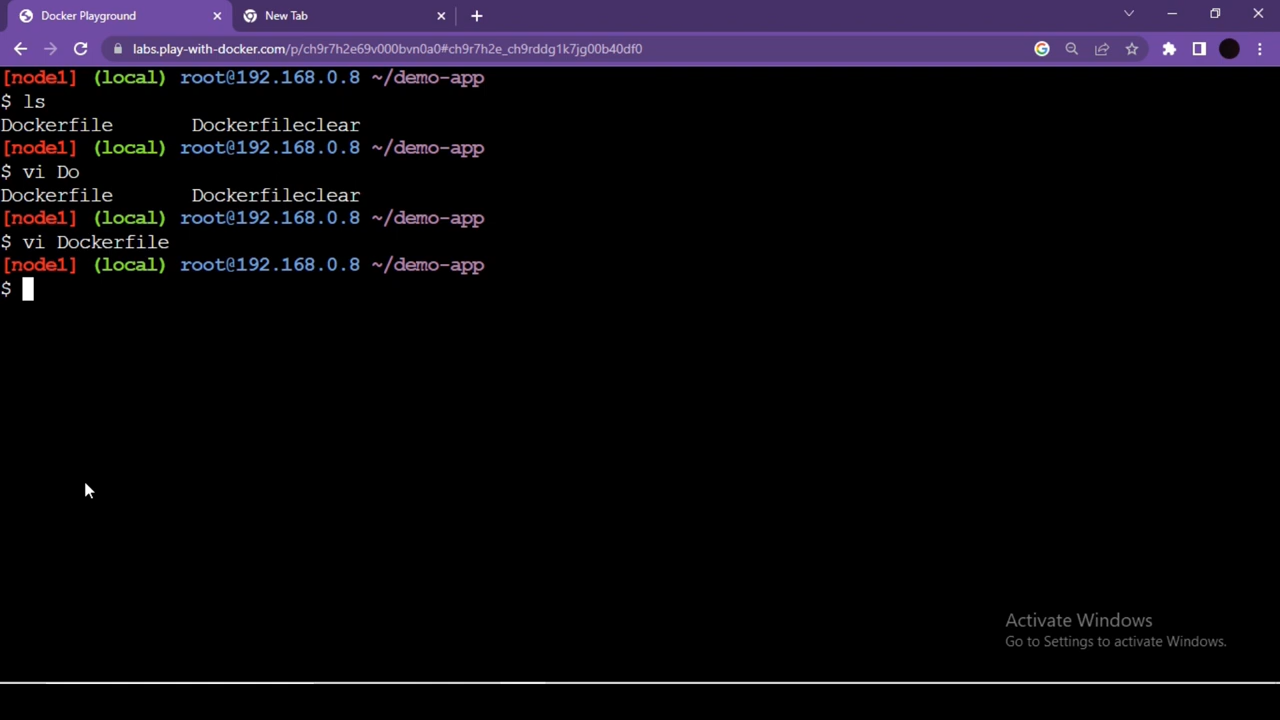 Docker Playground
New Tab
labs.play-with-docker.com/p/ch9r7h2e69v000bvn0a0#ch9r7h2e_ch9rddg1k7jg00b40df0
[node1] (local) root@192.168.0.8 ~/demo-app
$ ls
Dockerfile Dockerfileclear
[node1] (local) root@192.168.0.8 ~/demo-app
$ vi Do
Dockerfile Dockerfileclear
[node1] (local) root@192.168.0.8 ~/demo-app
$ vi Dockerfile
[node1] (local) root@192.168.0.8 ~/demo-app
$
Activate Windows
Go to Settings to activate Windows.